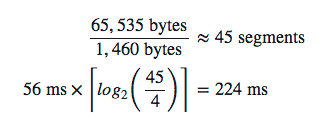 65,535 bytes
1,460 bytes
≈ 45 segments
56 ms × ⌈log₂(45/4)⌉ = 224 ms